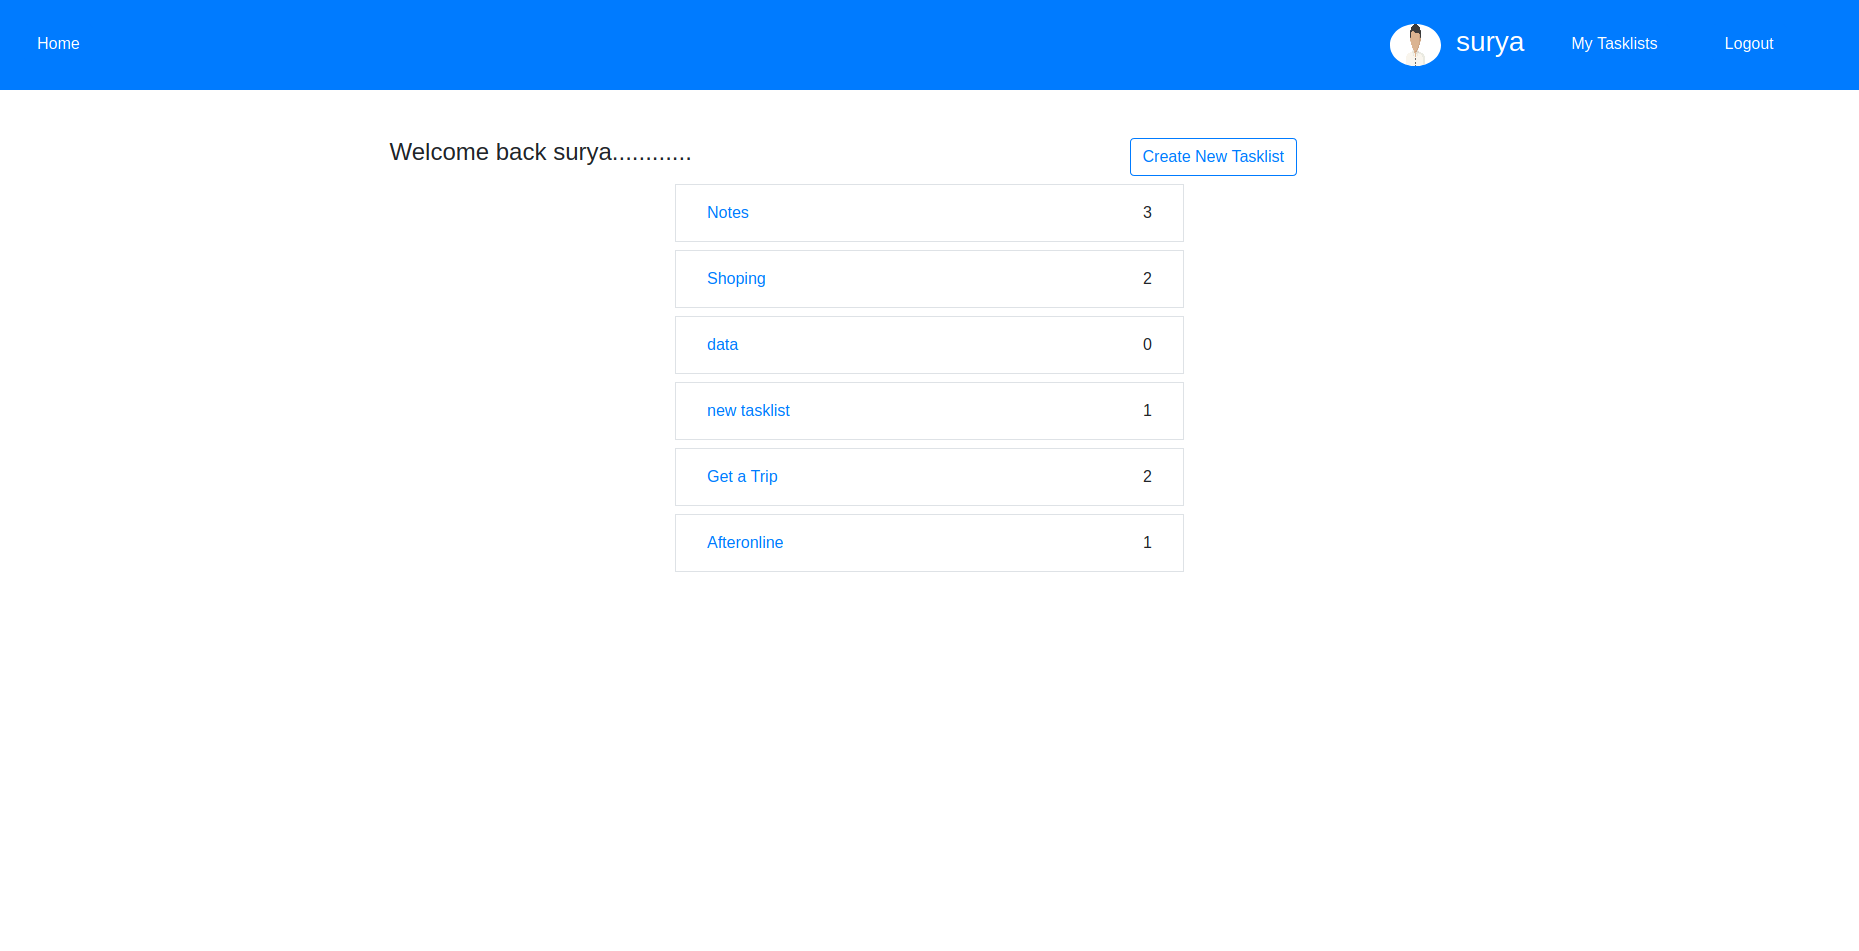 Home surya My Tasklists Logout
Welcome back surya............ Create New Tasklist
Notes 3
Shoping 2
data 0
new tasklist 1
Get a Trip 2
Afteronline 1